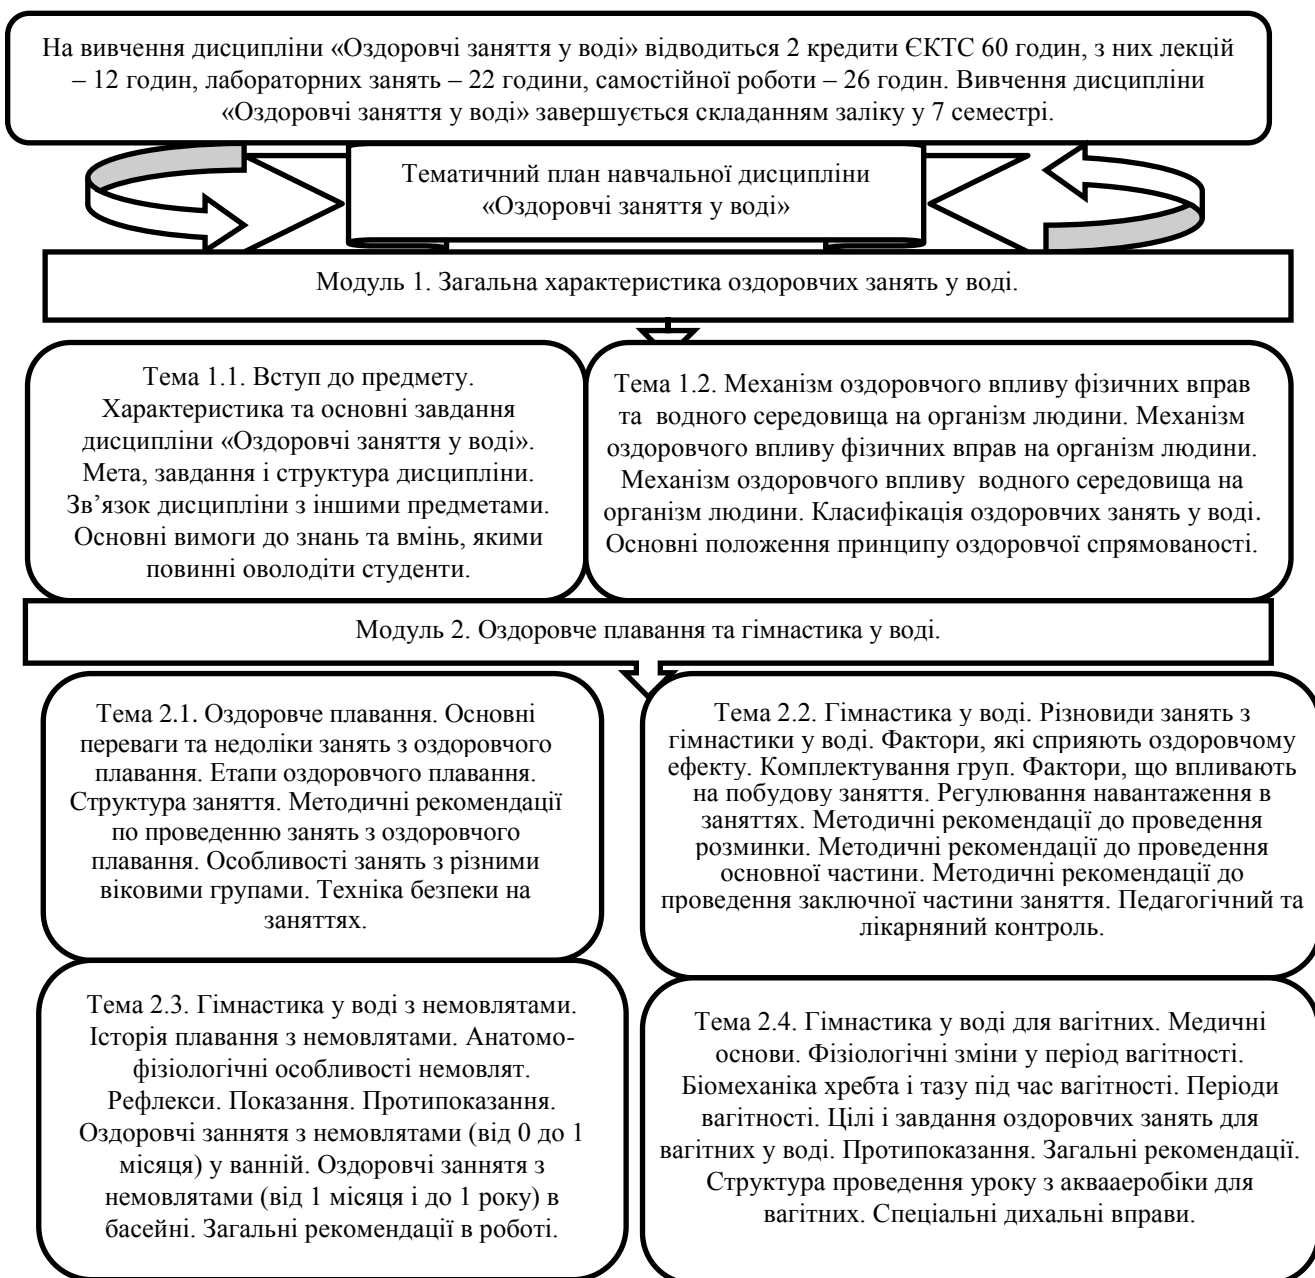 На вивчення дисципліни «Оздоровчі заняття у воді» відводиться 2 кредити ЄКТС 60 годин, з них лекцій
– 12 годин, лабораторних занять – 22 години, самостійної роботи – 26 годин. Вивчення дисципліни
«Оздоровчі заняття у воді» завершується складанням заліку у 7 семестрі.
Тематичний план навчальної дисципліни
«Оздоровчі заняття у воді»
Модуль 1. Загальна характеристика оздоровчих занять у воді.
Тема 1.1. Вступ до предмету.
Характеристика та основні завдання
дисципліни «Оздоровчі заняття у воді».
Мета, завдання і структура дисципліни.
Зв’язок дисципліни з іншими предметами.
Основні вимоги до знань та вмінь, якими
повинні оволодіти студенти.
Тема 1.2. Механізм оздоровчого впливу фізичних вправ
та водного середовища на організм людини. Механізм
оздоровчого впливу фізичних вправ на організм людини.
Механізм оздоровчого впливу водного середовища на
організм людини. Класифікація оздоровчих занять у воді.
Основні положення принципу оздоровчої спрямованості.
Модуль 2. Оздоровче плавання та гімнастика у воді.
Тема 2.1. Оздоровче плавання. Основні
переваги та недоліки занять з оздоровчого
плавання. Етапи оздоровчого плавання.
Структура заняття. Методичні рекомендації
по проведенню занять з оздоровчого
плавання. Особливості занять з різними
віковими групами. Техніка безпеки на
заняттях.
Тема 2.2. Гімнастика у воді. Різновиди занять з
гімнастики у воді. Фактори, які сприяють оздоровчому
ефекту. Комплектування груп. Фактори, що впливають
на побудову заняття. Регулювання навантаження в
заняттях. Методичні рекомендації до проведення
розминки. Методичні рекомендації до проведення
основної частини. Методичні рекомендації до
проведення заключної частини заняття. Педагогічний та
лікарняний контроль.
Тема 2.3. Гімнастика у воді з немовлятами.
Історія плавання з немовлятами. Анатомо-
фізіологічні особливості немовлят.
Рефлекси. Показання. Протипоказання.
Оздоровчі заннятя з немовлятами (від 0 до 1
місяця) у ванній. Оздоровчі заннятя з
немовлятами (від 1 місяця і до 1 року) в
басейні. Загальні рекомендації в роботі.
Тема 2.4. Гімнастика у воді для вагітних. Медичні
основи. Фізіологічні зміни у період вагітності.
Біомеханіка хребта і тазу під час вагітності. Періоди
вагітності. Цілі і завдання оздоровчих занять для
вагітних у воді. Протипоказання. Загальні рекомендації.
Структура проведення уроку з аквааеробіки для
вагітних. Спеціальні дихальні вправи.